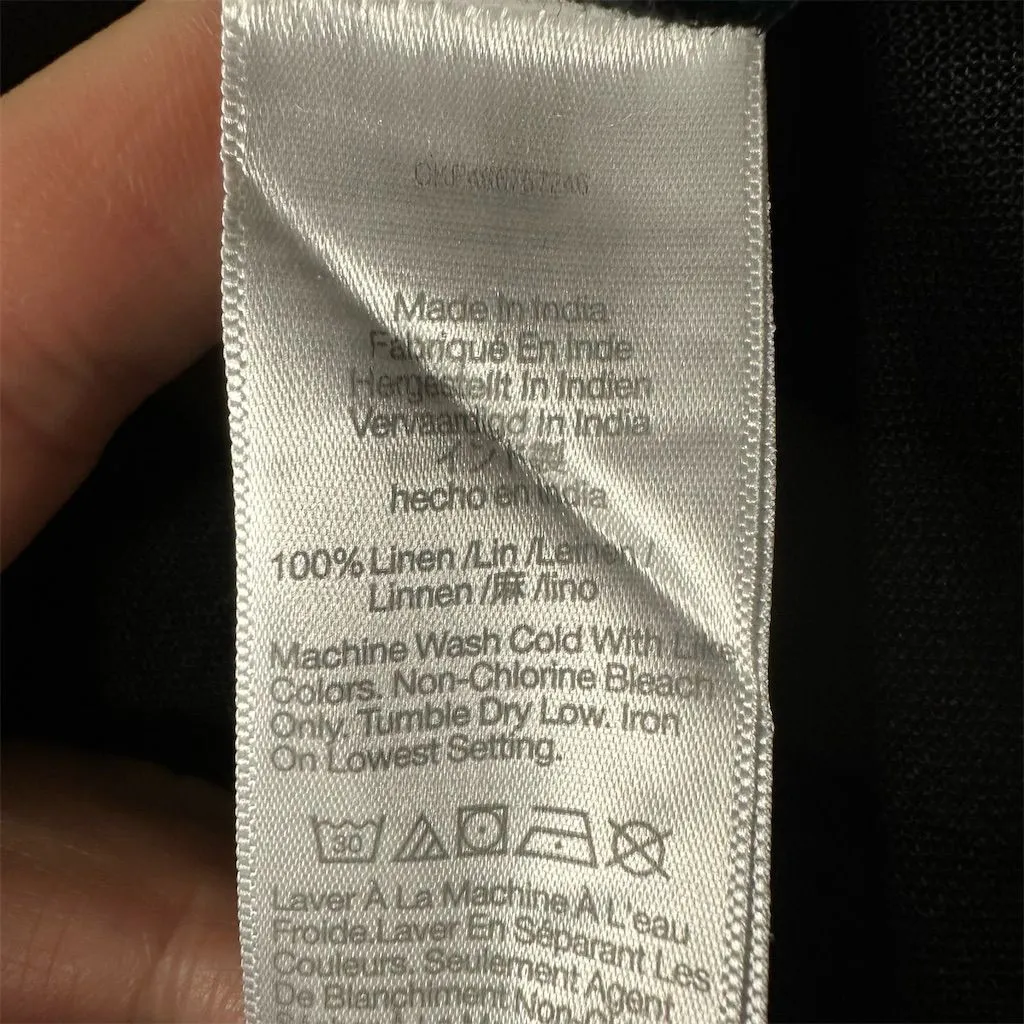 Made In India
Fabriqué En Inde
Hergestellt In Indien
Vervaardigd In India
インド製
hecho en india
100% Linen /Lin /Leinen /
Linnen /麻 /lino
Machine Wash Cold With
Colors. Non-Chlorine Bleach
Only. Tumble Dry Low. Iron
On Lowest Setting.
30
Laver À La Machine À L'eau
Froide.Laver En Séparant Les
Couleurs. Seulement Agent
De Blanchiment